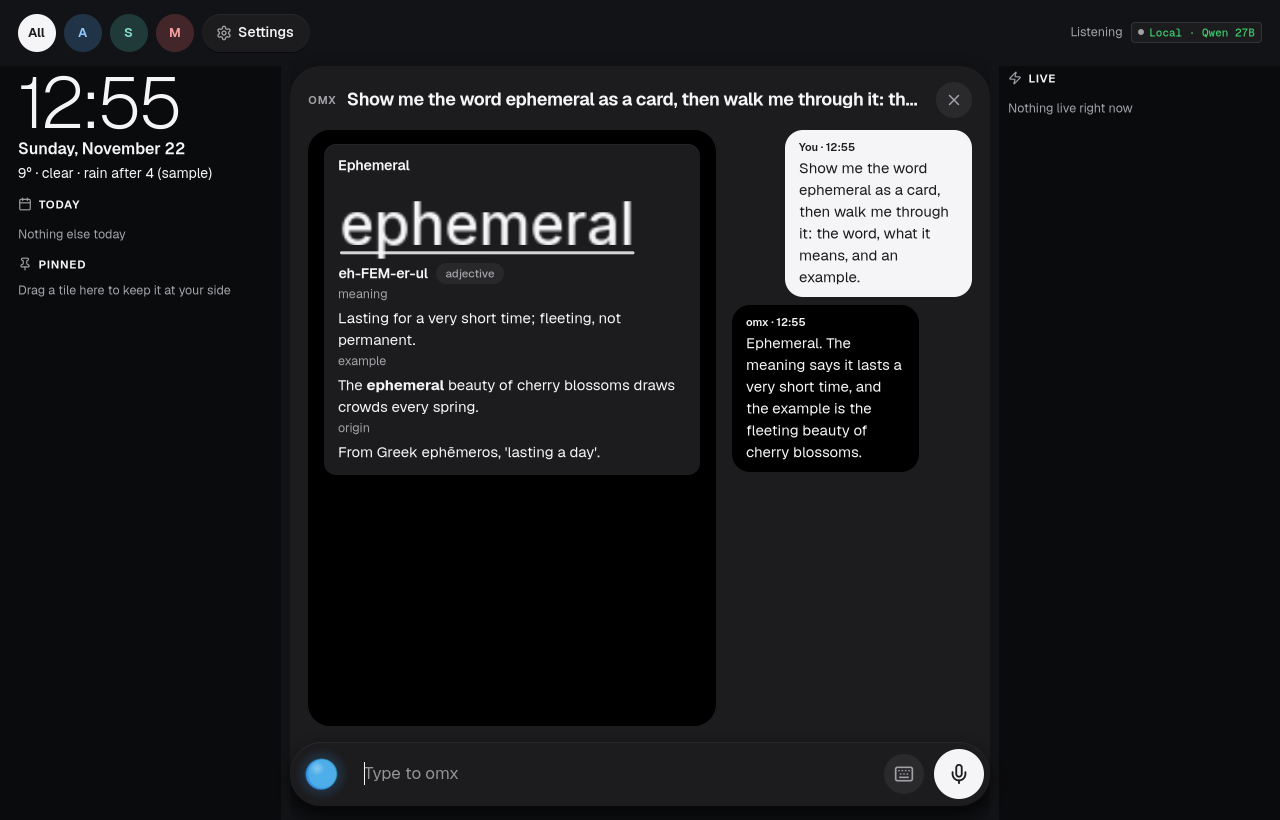 All A S M Settings
Listening Local · Qwen 27B
12:55
Sunday, November 22
9° · clear · rain after 4 (sample)
TODAY
Nothing else today
PINNED
Drag a tile here to keep it at your side
OMX Show me the word ephemeral as a card, then walk me through it: th...
Ephemeral
ephemeral
eh-FEM-er-ul adjective
meaning
Lasting for a very short time; fleeting, not
permanent.
example
The ephemeral beauty of cherry blossoms draws
crowds every spring.
origin
From Greek ephēmeros, 'lasting a day'.
You · 12:55
Show me the word
ephemeral as a card,
then walk me through
it: the word, what it
means, and an
example.
omx · 12:55
Ephemeral. The
meaning says it lasts a
very short time, and
the example is the
fleeting beauty of
cherry blossoms.
Type to omx
LIVE
Nothing live right now